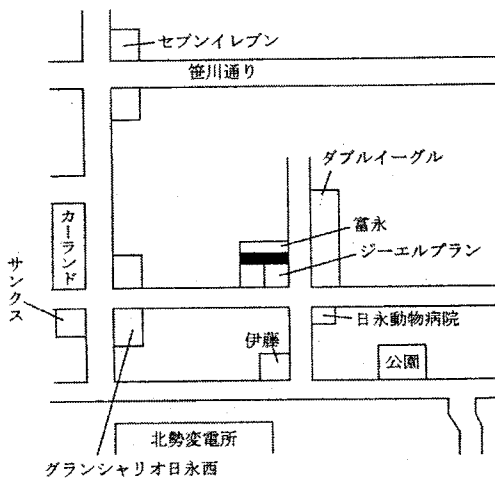 セブンイレブン
笹川通り
ダブルイーグル
カーランド
富永
ジーエルプラン
サンクス
日永動物病院
伊藤
公園
北勢変電所
グランシャリオ日永西